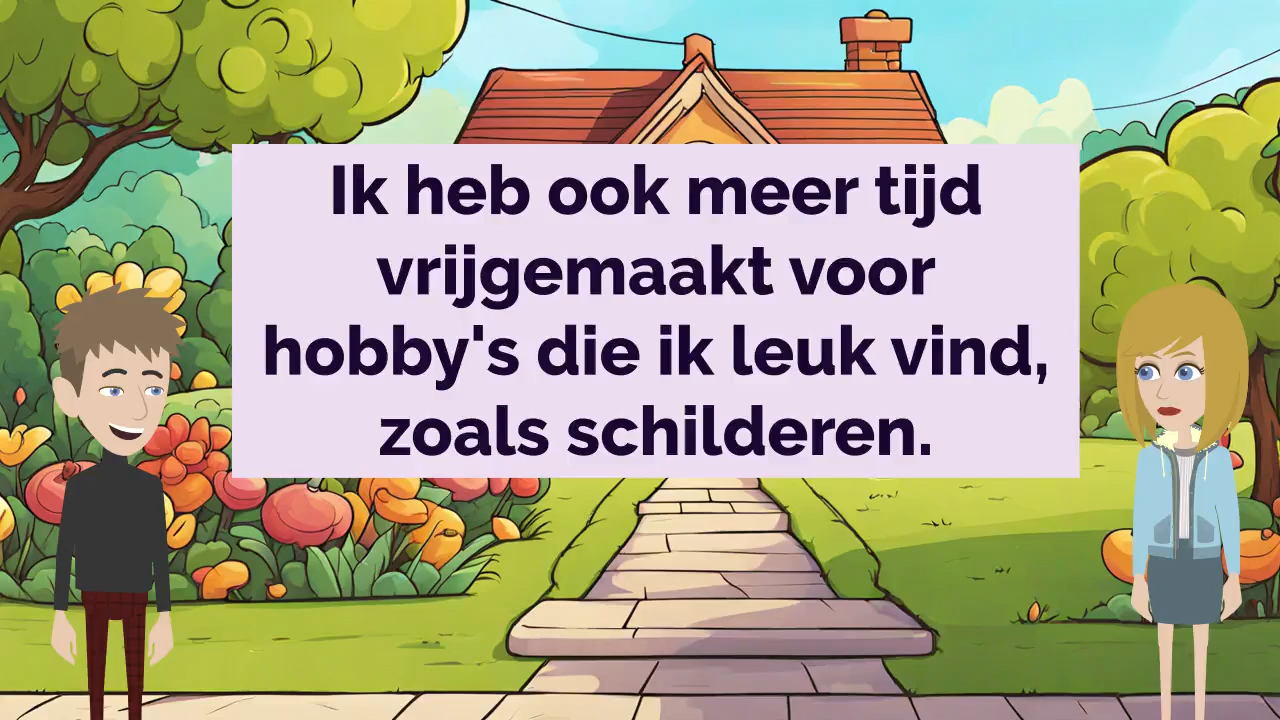 Ik heb ook meer tijd
vrijgemaakt voor
hobby's die ik leuk vind,
zoals schilderen.